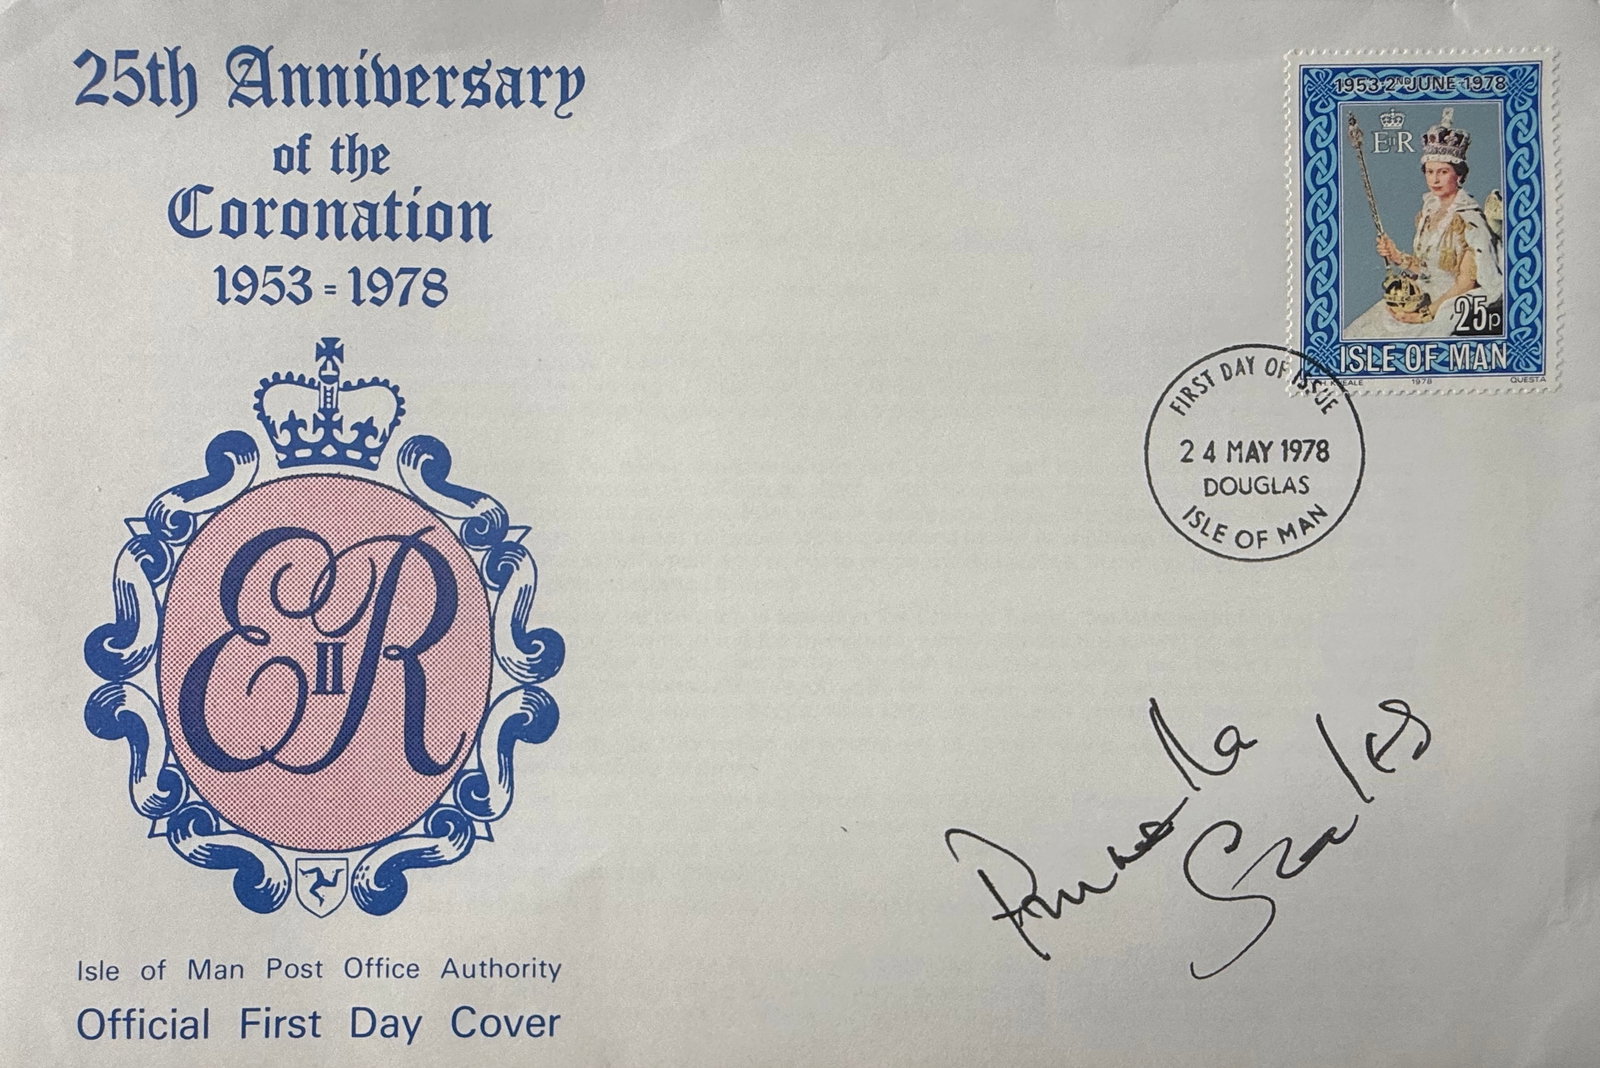 25th Anniversary
of the
Coronation
1953 = 1978
E II R
Isle of Man Post Office Authority
Official First Day Cover
1953·2ND JUNE·1978
E II R
25p
ISLE OF MAN
1978
QUESTA
FIRST DAY OF ISSUE
24 MAY 1978
DOUGLAS
ISLE OF MAN
Prunella
Scales